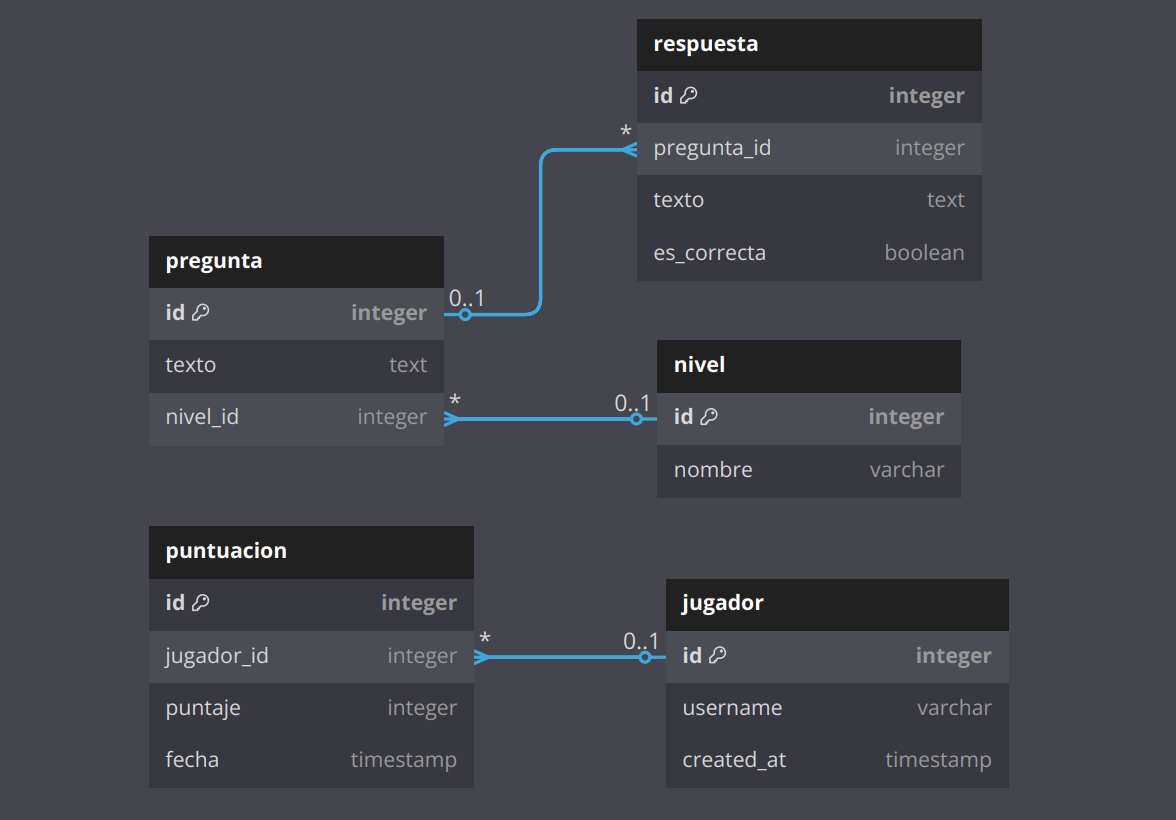 respuesta
id integer
*
pregunta_id integer
texto text
es_correcta boolean
pregunta
0..1
id integer
texto text
*
nivel_id integer
nivel
0..1
id integer
nombre varchar
puntuacion
id integer
*
jugador_id integer
puntaje integer
fecha timestamp
jugador
0..1
id integer
username varchar
created_at timestamp